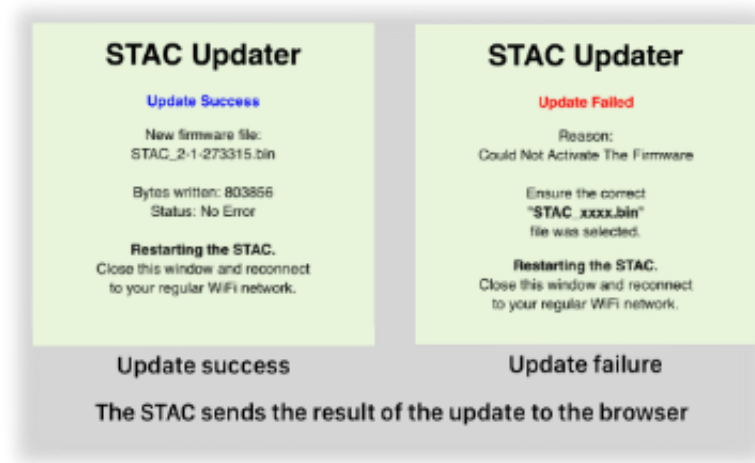 STAC Updater
Update Success
New firmware file:
STAC_2-1-273315.bin
Bytes written: 803856
Status: No Error
Restarting the STAC.
Close this window and reconnect
to your regular WiFi network.
Update success
STAC Updater
Update Failed
Reason:
Could Not Activate The Firmware
Ensure the correct
"STAC_xxxx.bin"
file was selected.
Restarting the STAC.
Close this window and reconnect
to your regular WiFi network.
Update failure
The STAC sends the result of the update to the browser